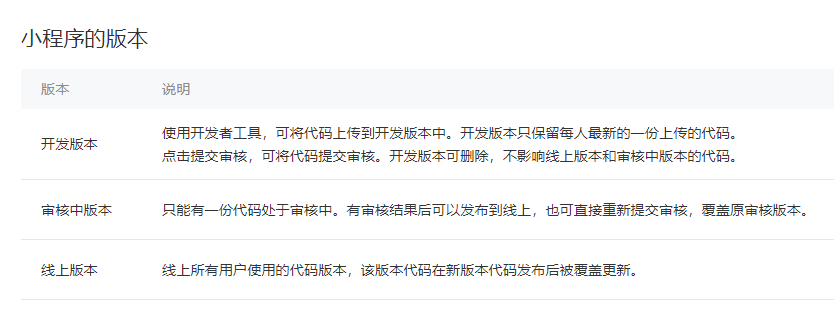 小程序的版本
版本 说明
开发版本 使用开发者工具，可将代码上传到开发版本中。开发版本只保留每人最新的一份上传的代码。
点击提交审核，可将代码提交审核。开发版本可删除，不影响线上版本和审核中版本的代码。
审核中版本 只能有一份代码处于审核中。有审核结果后可以发布到线上，也可直接重新提交审核，覆盖原审核版本。
线上版本 线上所有用户使用的代码版本，该版本代码在新版本代码发布后被覆盖更新。